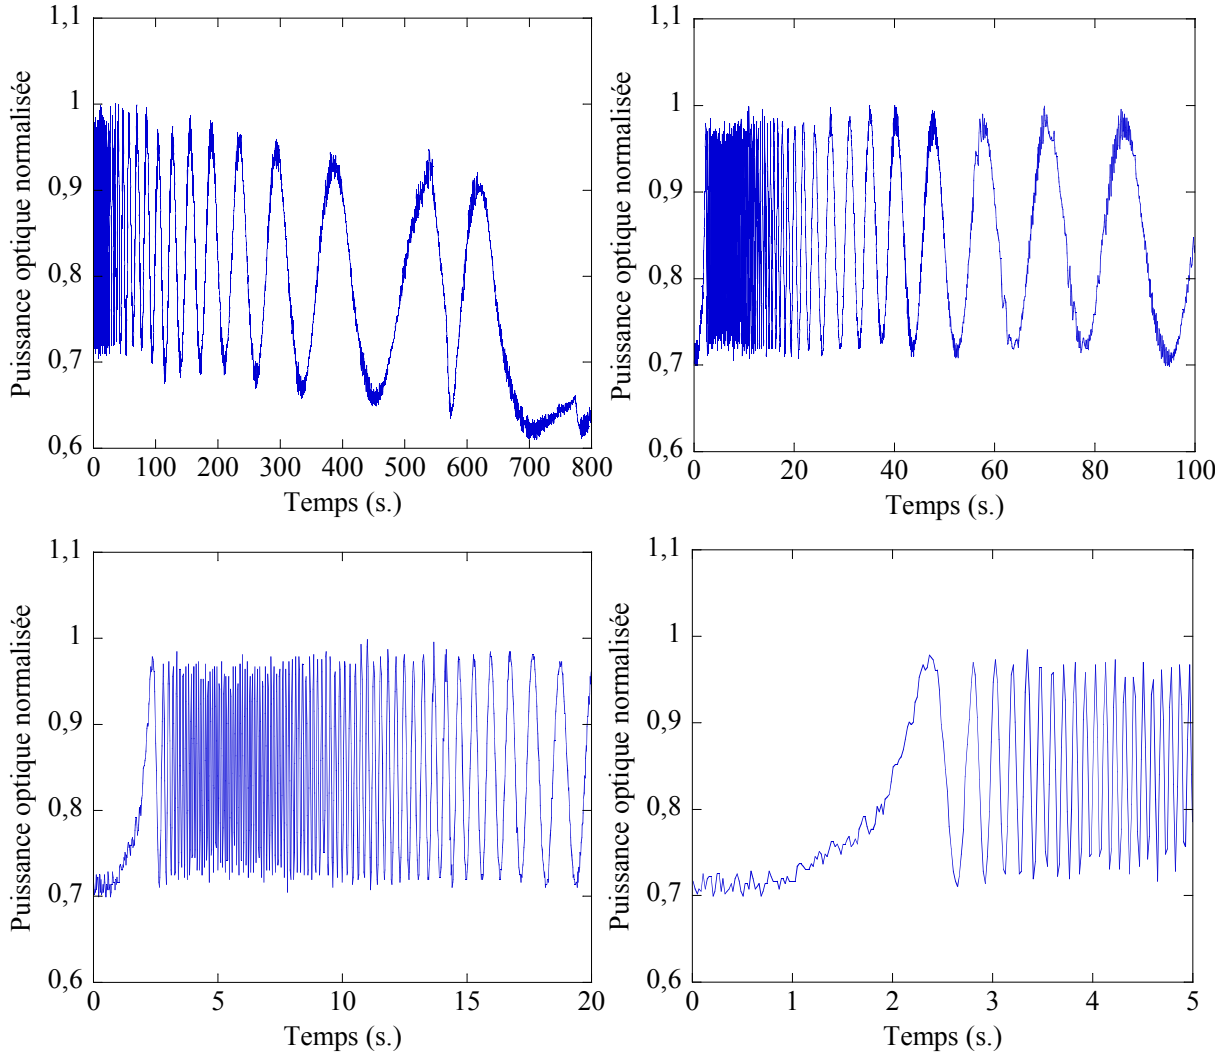 1,1
1
0,9
0,8
0,7
0,6
0 100 200 300 400 500 600 700 800
Puissance optique normalisée
Temps (s.)
1,1
1
0,9
0,8
0,7
0,6
0 20 40 60 80 100
Puissance optique normalisée
Temps (s.)
1,1
1
0,9
0,8
0,7
0,6
0 5 10 15 20
Puissance optique normalisée
Temps (s.)
1,1
1
0,9
0,8
0,7
0,6
0 1 2 3 4 5
Puissance optique normalisée
Temps (s.)